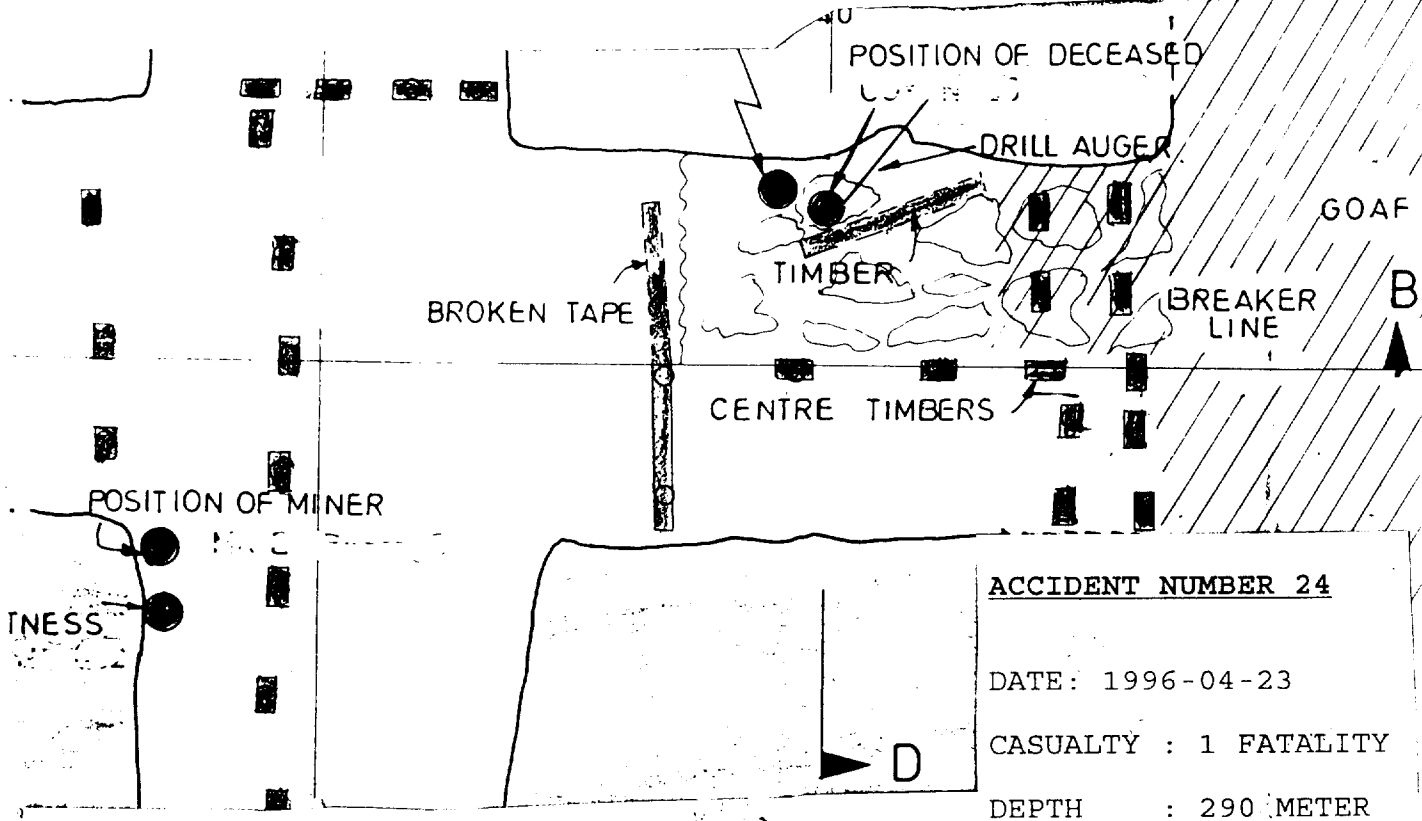 POSITION OF DECEASED
DRILL AUGER
GOAF
TIMBER
BROKEN TAPE
BREAKER
LINE
B
CENTRE TIMBERS
POSITION OF MINER
TNESS
D
ACCIDENT NUMBER 24
DATE: 1996-04-23
CASUALTY : 1 FATALITY
DEPTH : 290 METER